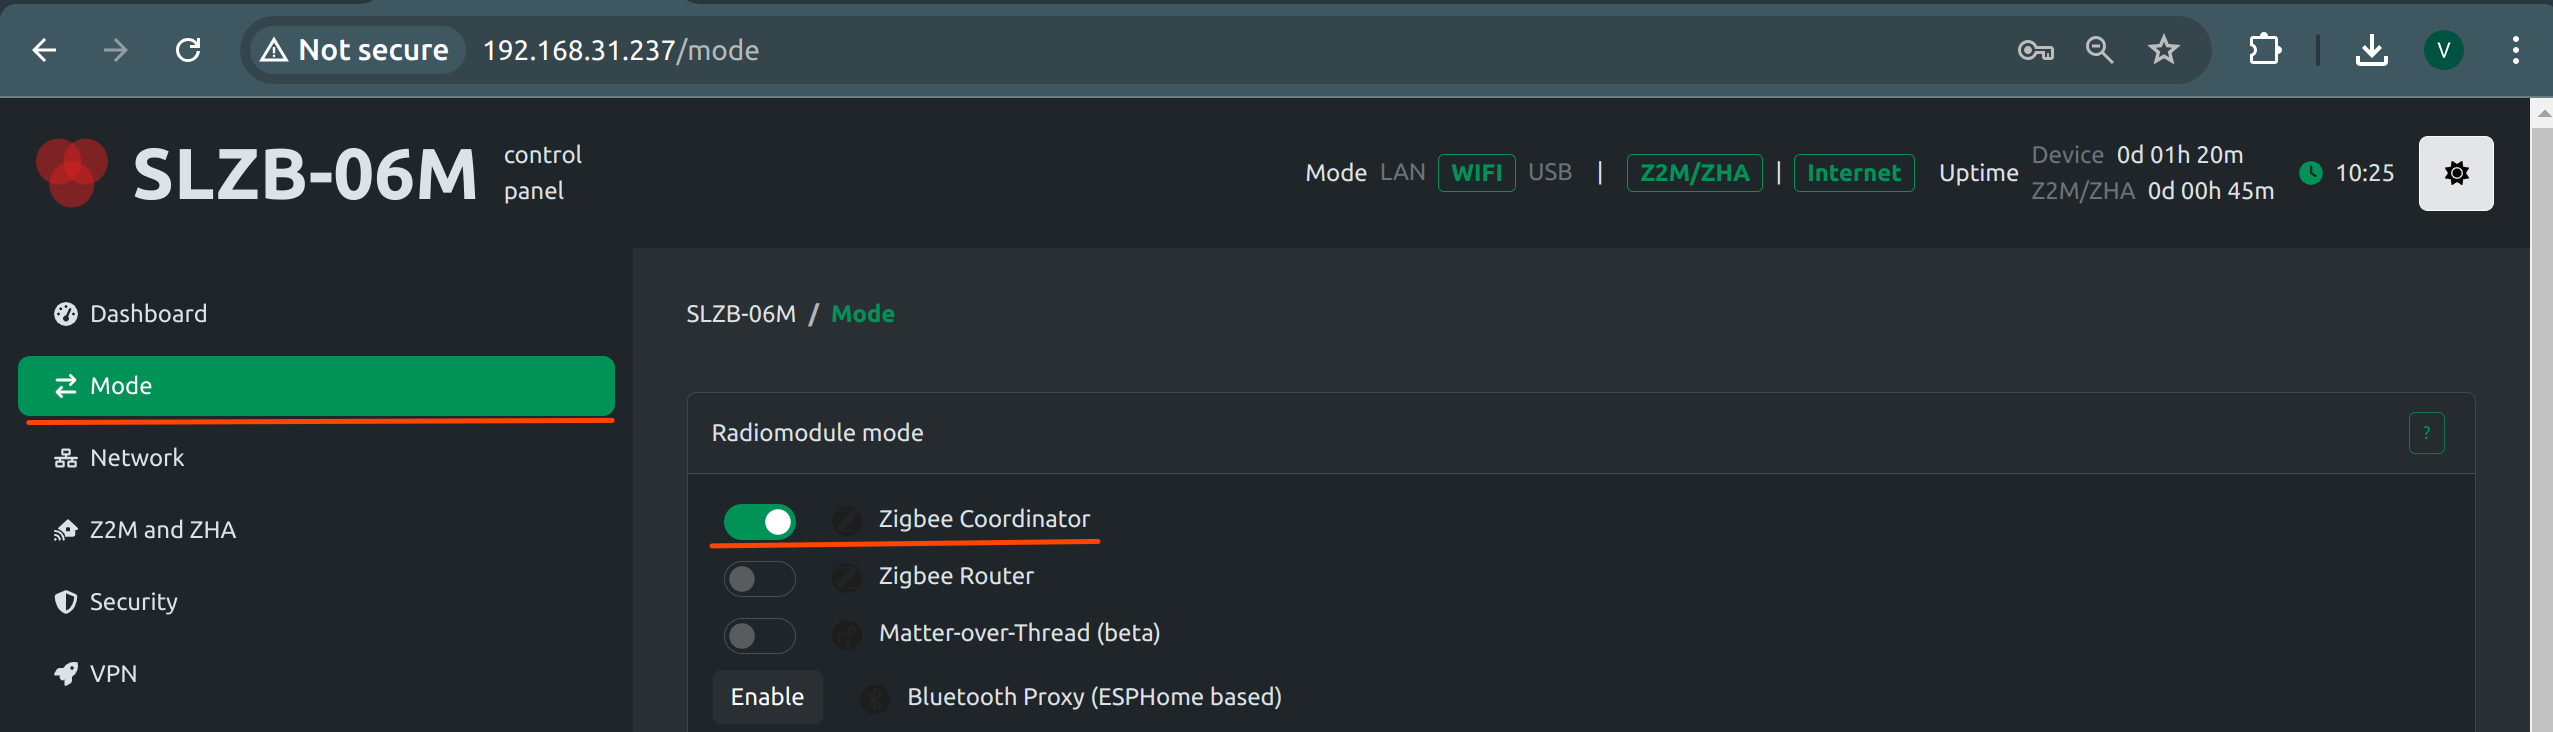 Not secure 192.168.31.237/mode
V
SLZB-06M control panel
Mode LAN WIFI USB | Z2M/ZHA | Internet Uptime Device 0d 01h 20m 10:25
Z2M/ZHA 0d 00h 45m
Dashboard
Mode
Network
Z2M and ZHA
Security
VPN
SLZB-06M / Mode
Radiomodule mode ?
Zigbee Coordinator
Zigbee Router
Matter-over-Thread (beta)
Enable Bluetooth Proxy (ESPHome based)